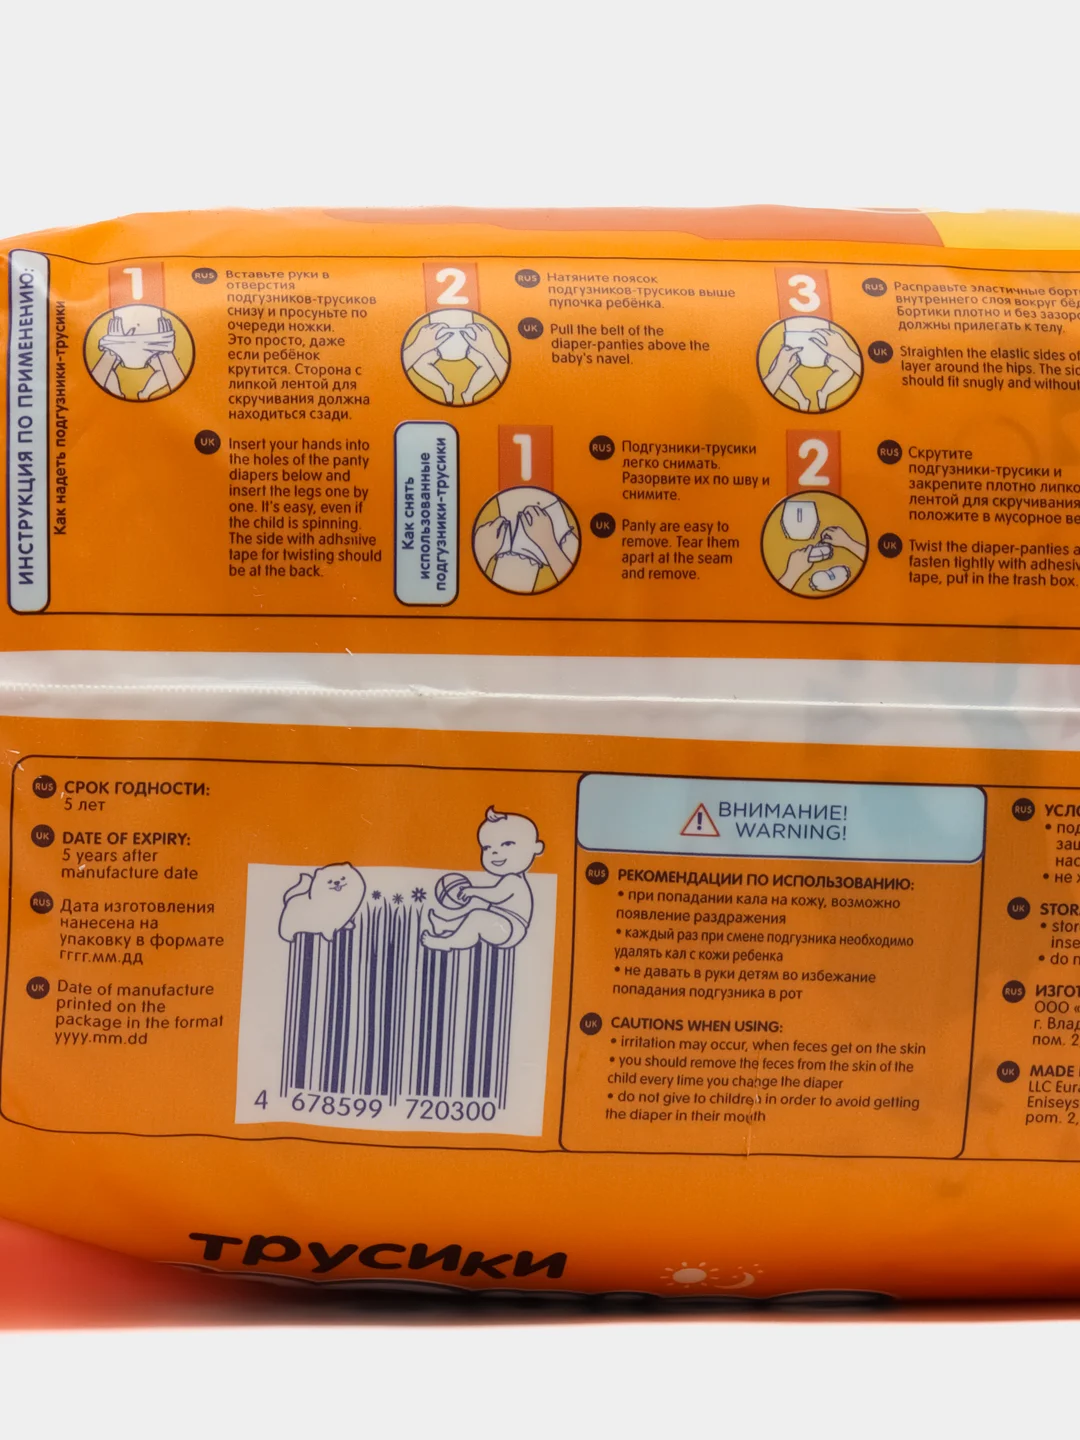 ИНСТРУКЦИЯ ПО ПРИМЕНЕНИЮ:
Как надеть подгузники-трусики
1
RUS
Вставьте руки в
отверстия
подгузников-трусиков
снизу и просуньте по
очереди ножки.
Это просто, даже
если ребёнок
крутится. Сторона с
липкой лентой для
скручивания должна
находиться сзади.
UK
Insert your hands into
the holes of the panty
diapers below and
insert the legs one by
one. It's easy, even if
the child is spinning.
The side with adhsiive
tape for twisting should
be at the back.
2
RUS
Натяните поясок
подгузников-трусиков выше
пупочка ребёнка.
UK
Pull the belt of the
diaper-panties above the
baby's navel.
3
RUS
Расправьте эластичные
внутреннего слоя вокруг
Бортики плотно и без
должны прилегать к телу.
UK
Straighten the elastic sides of
layer around the hips. The
should fit snugly and without
Как снять
использованные
подгузники-трусики
1
RUS
Подгузники-трусики
легко снимать.
Разорвите их по шву и
снимите.
UK
Panty are easy to
remove. Tear them
apart at the seam
and remove.
2
RUS
Скрутите
подгузники-трусики и
закрепите плотно
лентой для скручивания
положите в мусорное
UK
Twist the diaper-panties
fasten tightly with
tape, put in the trash box.
RUS
СРОК ГОДНОСТИ:
5 лет
UK
DATE OF EXPIRY:
5 years after
manufacture date
RUS
Дата изготовления
нанесена на
упаковку в формате
гггг.мм.дд
UK
Date of manufacture
printed on the
package in the format
yyyy.mm.dd
4 678599 720300
ВНИМАНИЕ!
WARNING!
RUS
РЕКОМЕНДАЦИИ ПО ИСПОЛЬЗОВАНИЮ:
• при попадании кала на кожу, возможно
появление раздражения
• каждый раз при смене подгузника необходимо
удалять кал с кожи ребенка
• не давать в руки детям во избежание
попадания подгузника в рот
UK
CAUTIONS WHEN USING:
• irritation may occur, when feces get on the skin
• you should remove the feces from the skin of the
child every time you change the diaper
• do not give to children in order to avoid getting
the diaper in their mouth
RUS
•
• не
UK
•
• do
RUS
ООО
г.
пом. 2
UK
MADE
LLC
pom. 2,
трусики